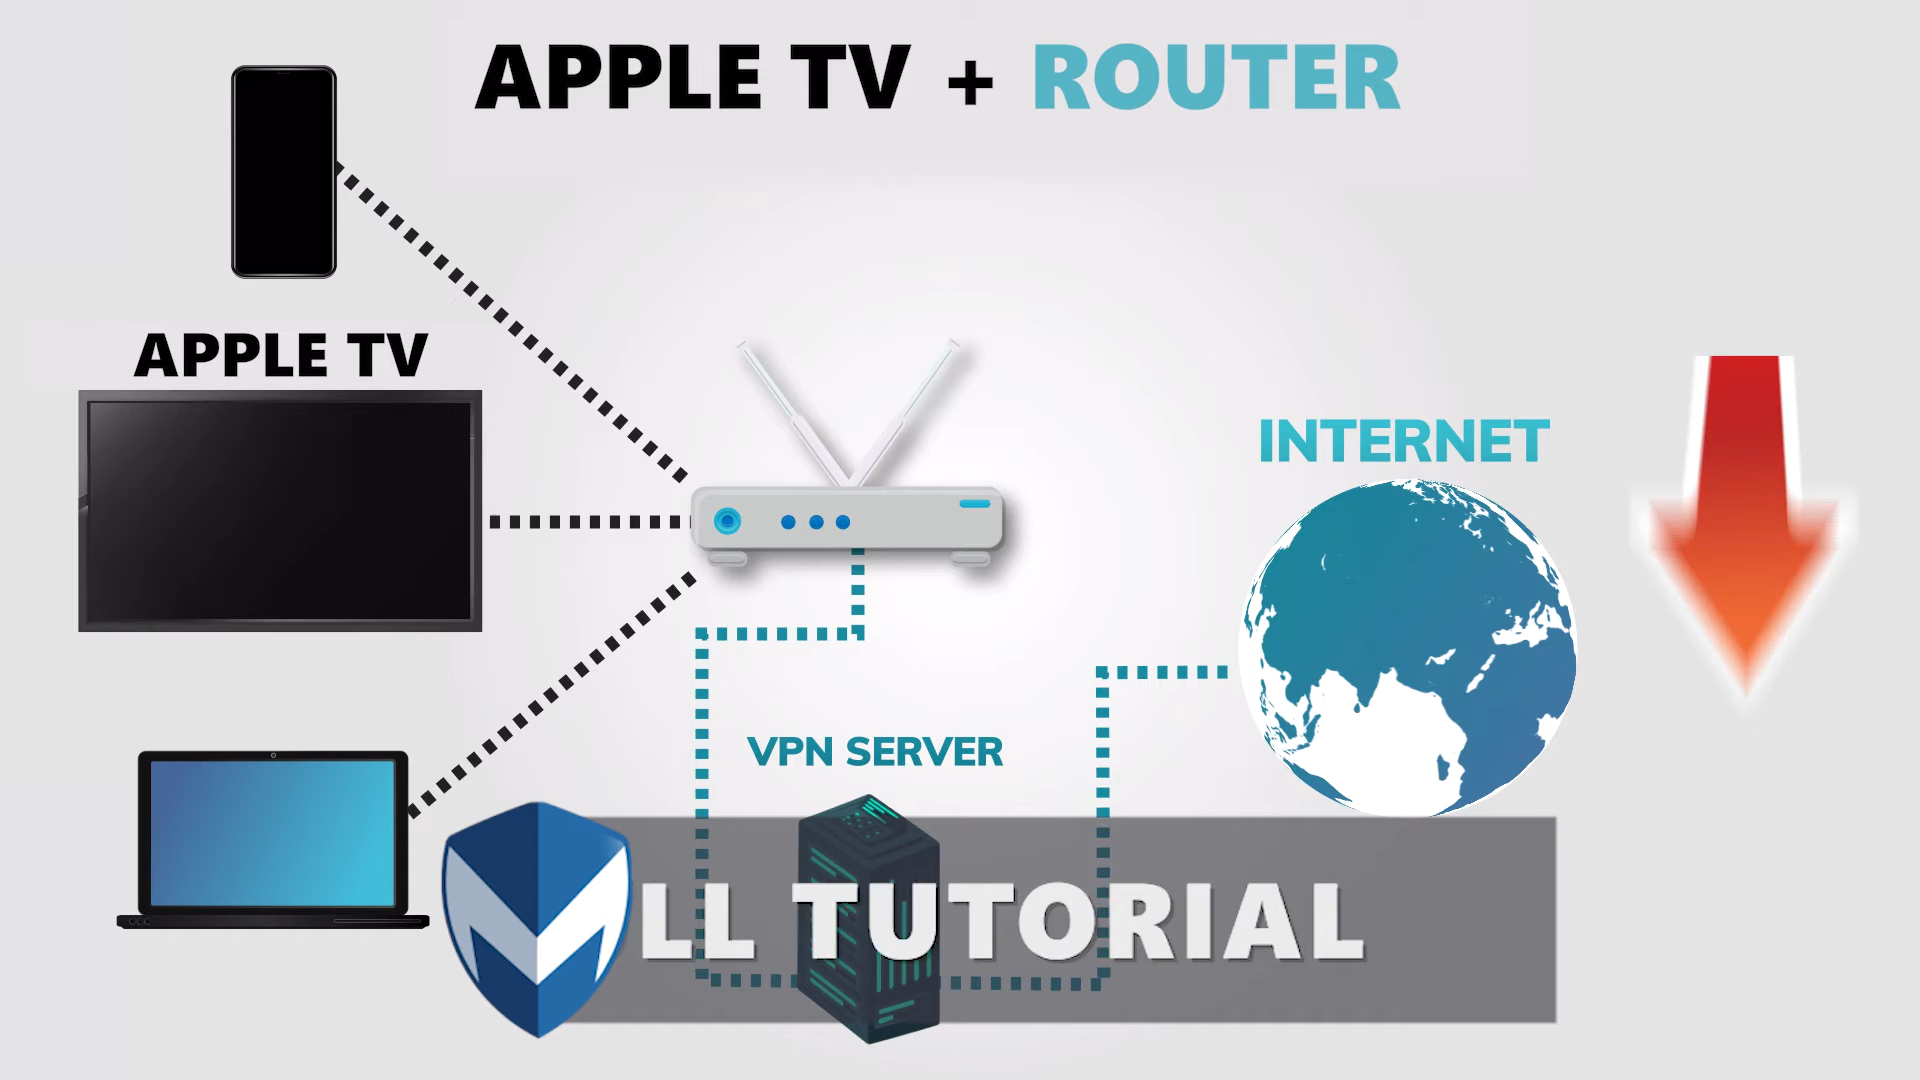 APPLE TV + ROUTER
APPLE TV
INTERNET
VPN SERVER
LL TUTORIAL